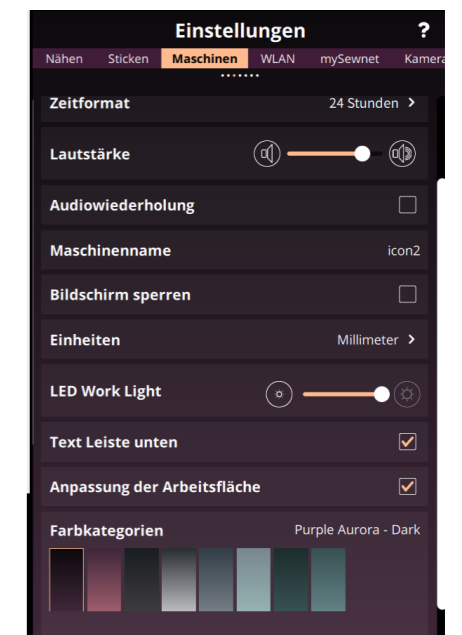 Einstellungen ?
Nähen Sticken Maschinen WLAN mySewnet Kamera
Zeitformat 24 Stunden >
Lautstärke
Audiowiederholung
Maschinenname icon2
Bildschirm sperren
Einheiten Millimeter >
LED Work Light
Text Leiste unten
Anpassung der Arbeitsfläche
Farbkategorien Purple Aurora - Dark